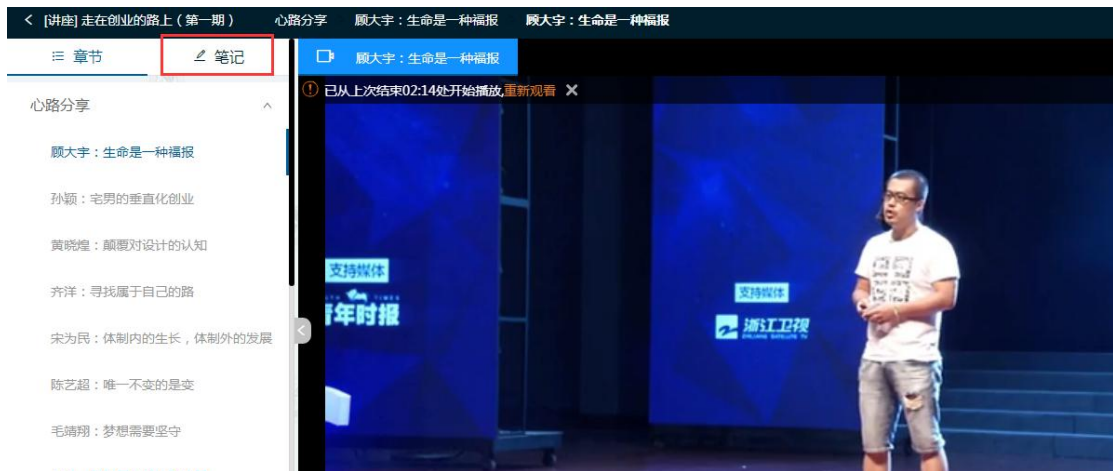 [讲座] 走在创业的路上（第一期） 心路分享 顾大宇：生命是一种福报 顾大宇：生命是一种福报
章节 笔记 顾大宇：生命是一种福报
已从上次结束02:14处开始播放,重新观看
心路分享
顾大宇：生命是一种福报
孙颖：宅男的垂直化创业
黄晓煌：颠覆对设计的认知
齐洋：寻找属于自己的路
宋为民：体制内的生长，体制外的发展
陈艺超：唯一不变的是变
毛靖翔：梦想需要坚守
支持媒体
青年时报
支持媒体
浙江卫视